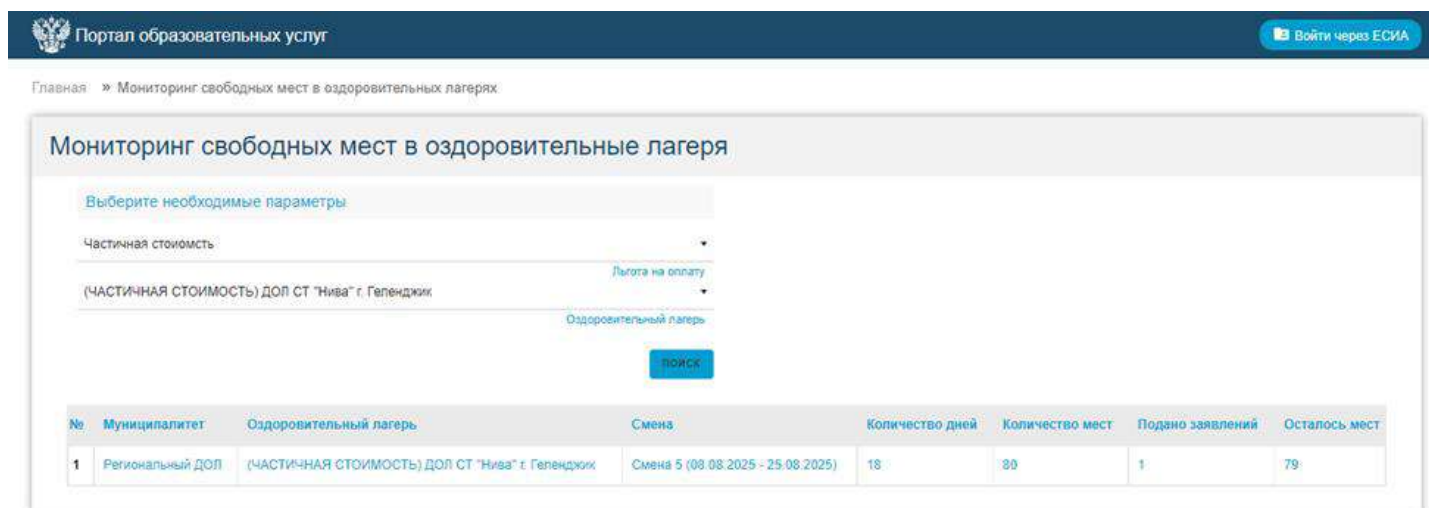 Портал образовательных услуг
Войти через ЕСИА
Главная » Мониторинг свободных мест в оздоровительных лагерях
Мониторинг свободных мест в оздоровительные лагеря
Выберите необходимые параметры
Частичная стоиомсть
Льгота на оплату
(ЧАСТИЧНАЯ СТОИМОСТЬ) ДОЛ СТ "Нива" г. Геленджик
Оздоровительный лагерь
ПОИСК
№ Муниципалитет Оздоровительный лагерь Смена Количество дней Количество мест Подано заявлений Осталось мест
1 Региональный ДОЛ (ЧАСТИЧНАЯ СТОИМОСТЬ) ДОЛ СТ "Нива" г. Геленджик Смена 5 (08.08.2025 - 25.08.2025) 18 80 1 79